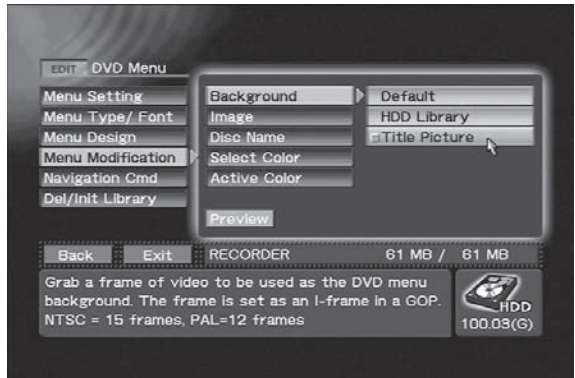 EDIT DVD Menu
Menu Setting
Menu Type/ Font
Menu Design
Menu Modification
Navigation Cmd
Del/Init Library
Background
Image
Disc Name
Select Color
Active Color
Preview
Default
HDD Library
Title Picture
Back Exit RECORDER 61 MB / 61 MB
Grab a frame of video to be used as the DVD menu
background. The frame is set as an I-frame in a GOP.
NTSC = 15 frames, PAL=12 frames
HDD
100.03(G)